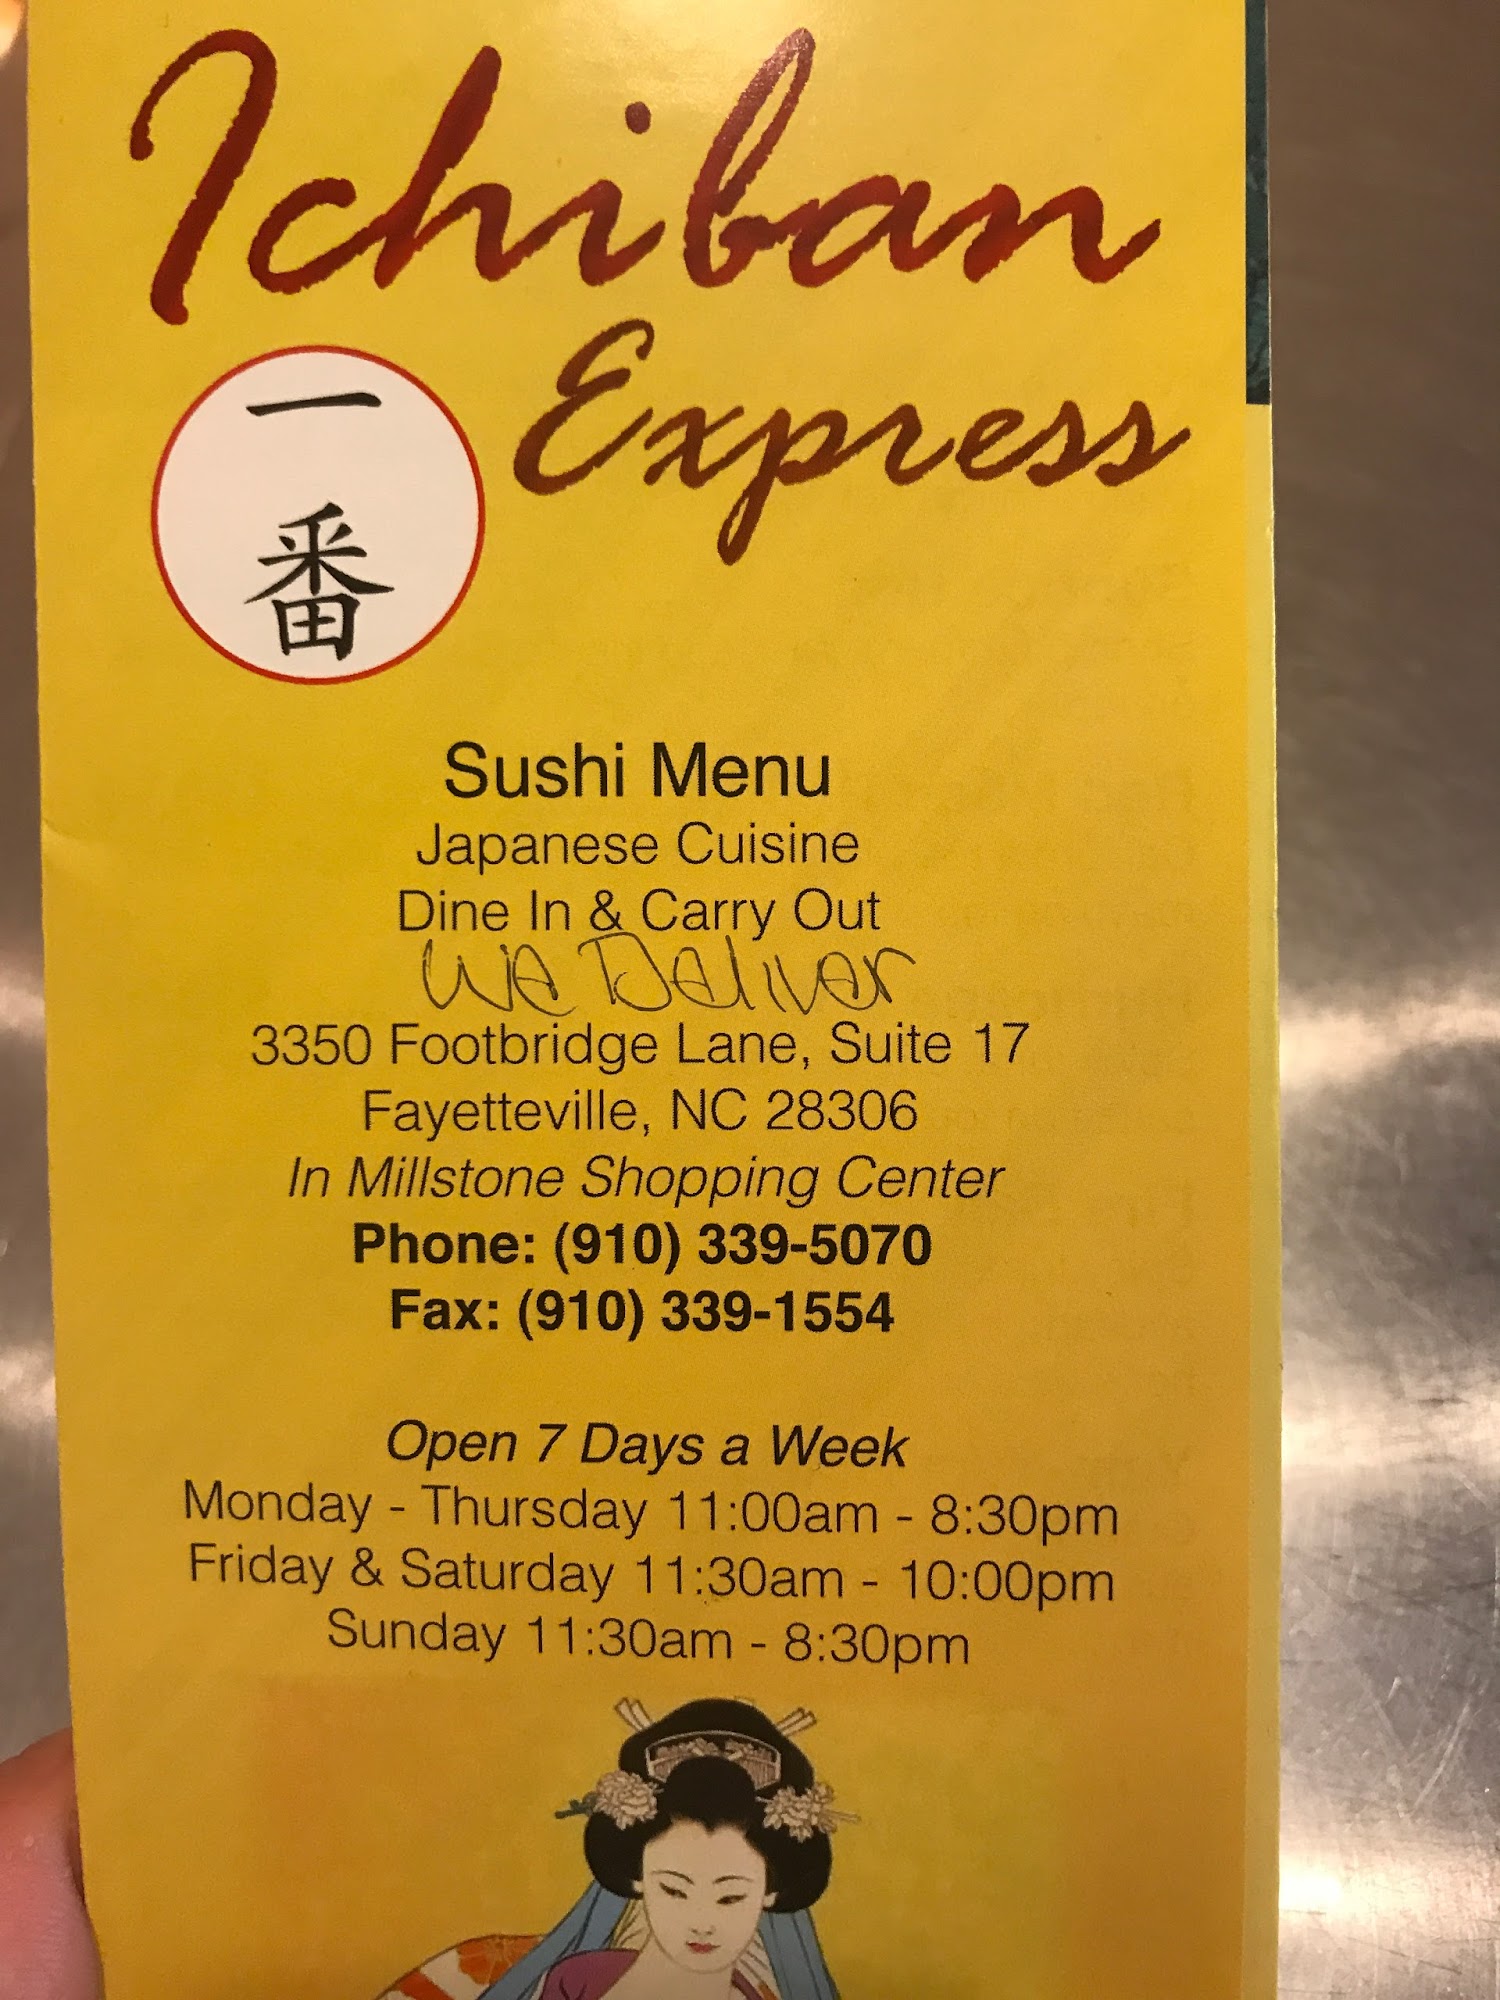 Ichiban
Express
一
番
Sushi Menu
Japanese Cuisine
Dine In & Carry Out
We Deliver
3350 Footbridge Lane, Suite 17
Fayetteville, NC 28306
In Millstone Shopping Center
Phone: (910) 339-5070
Fax: (910) 339-1554
Open 7 Days a Week
Monday - Thursday 11:00am - 8:30pm
Friday & Saturday 11:30am - 10:00pm
Sunday 11:30am - 8:30pm